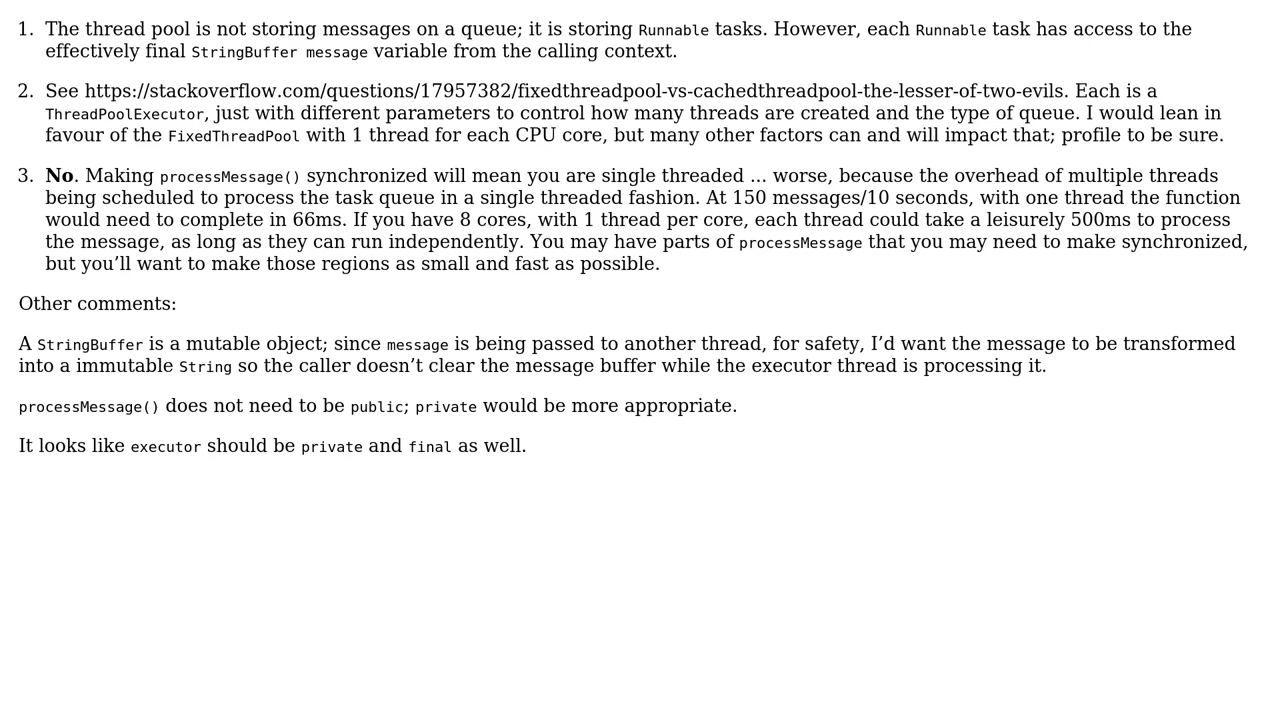 1. The thread pool is not storing messages on a queue; it is storing Runnable tasks. However, each Runnable task has access to the
effectively final StringBuffer message variable from the calling context.
2. See https://stackoverflow.com/questions/17957382/fixedthreadpool-vs-cachedthreadpool-the-lesser-of-two-evils. Each is a
ThreadPoolExecutor, just with different parameters to control how many threads are created and the type of queue. I would lean in
favour of the FixedThreadPool with 1 thread for each CPU core, but many other factors can and will impact that; profile to be sure.
3. No. Making processMessage() synchronized will mean you are single threaded ... worse, because the overhead of multiple threads
being scheduled to process the task queue in a single threaded fashion. At 150 messages/10 seconds, with one thread the function
would need to complete in 66ms. If you have 8 cores, with 1 thread per core, each thread could take a leisurely 500ms to process
the message, as long as they can run independently. You may have parts of processMessage that you may need to make synchronized,
but you’ll want to make those regions as small and fast as possible.
Other comments:
A StringBuffer is a mutable object; since message is being passed to another thread, for safety, I’d want the message to be transformed
into a immutable String so the caller doesn’t clear the message buffer while the executor thread is processing it.
processMessage() does not need to be public; private would be more appropriate.
It looks like executor should be private and final as well.